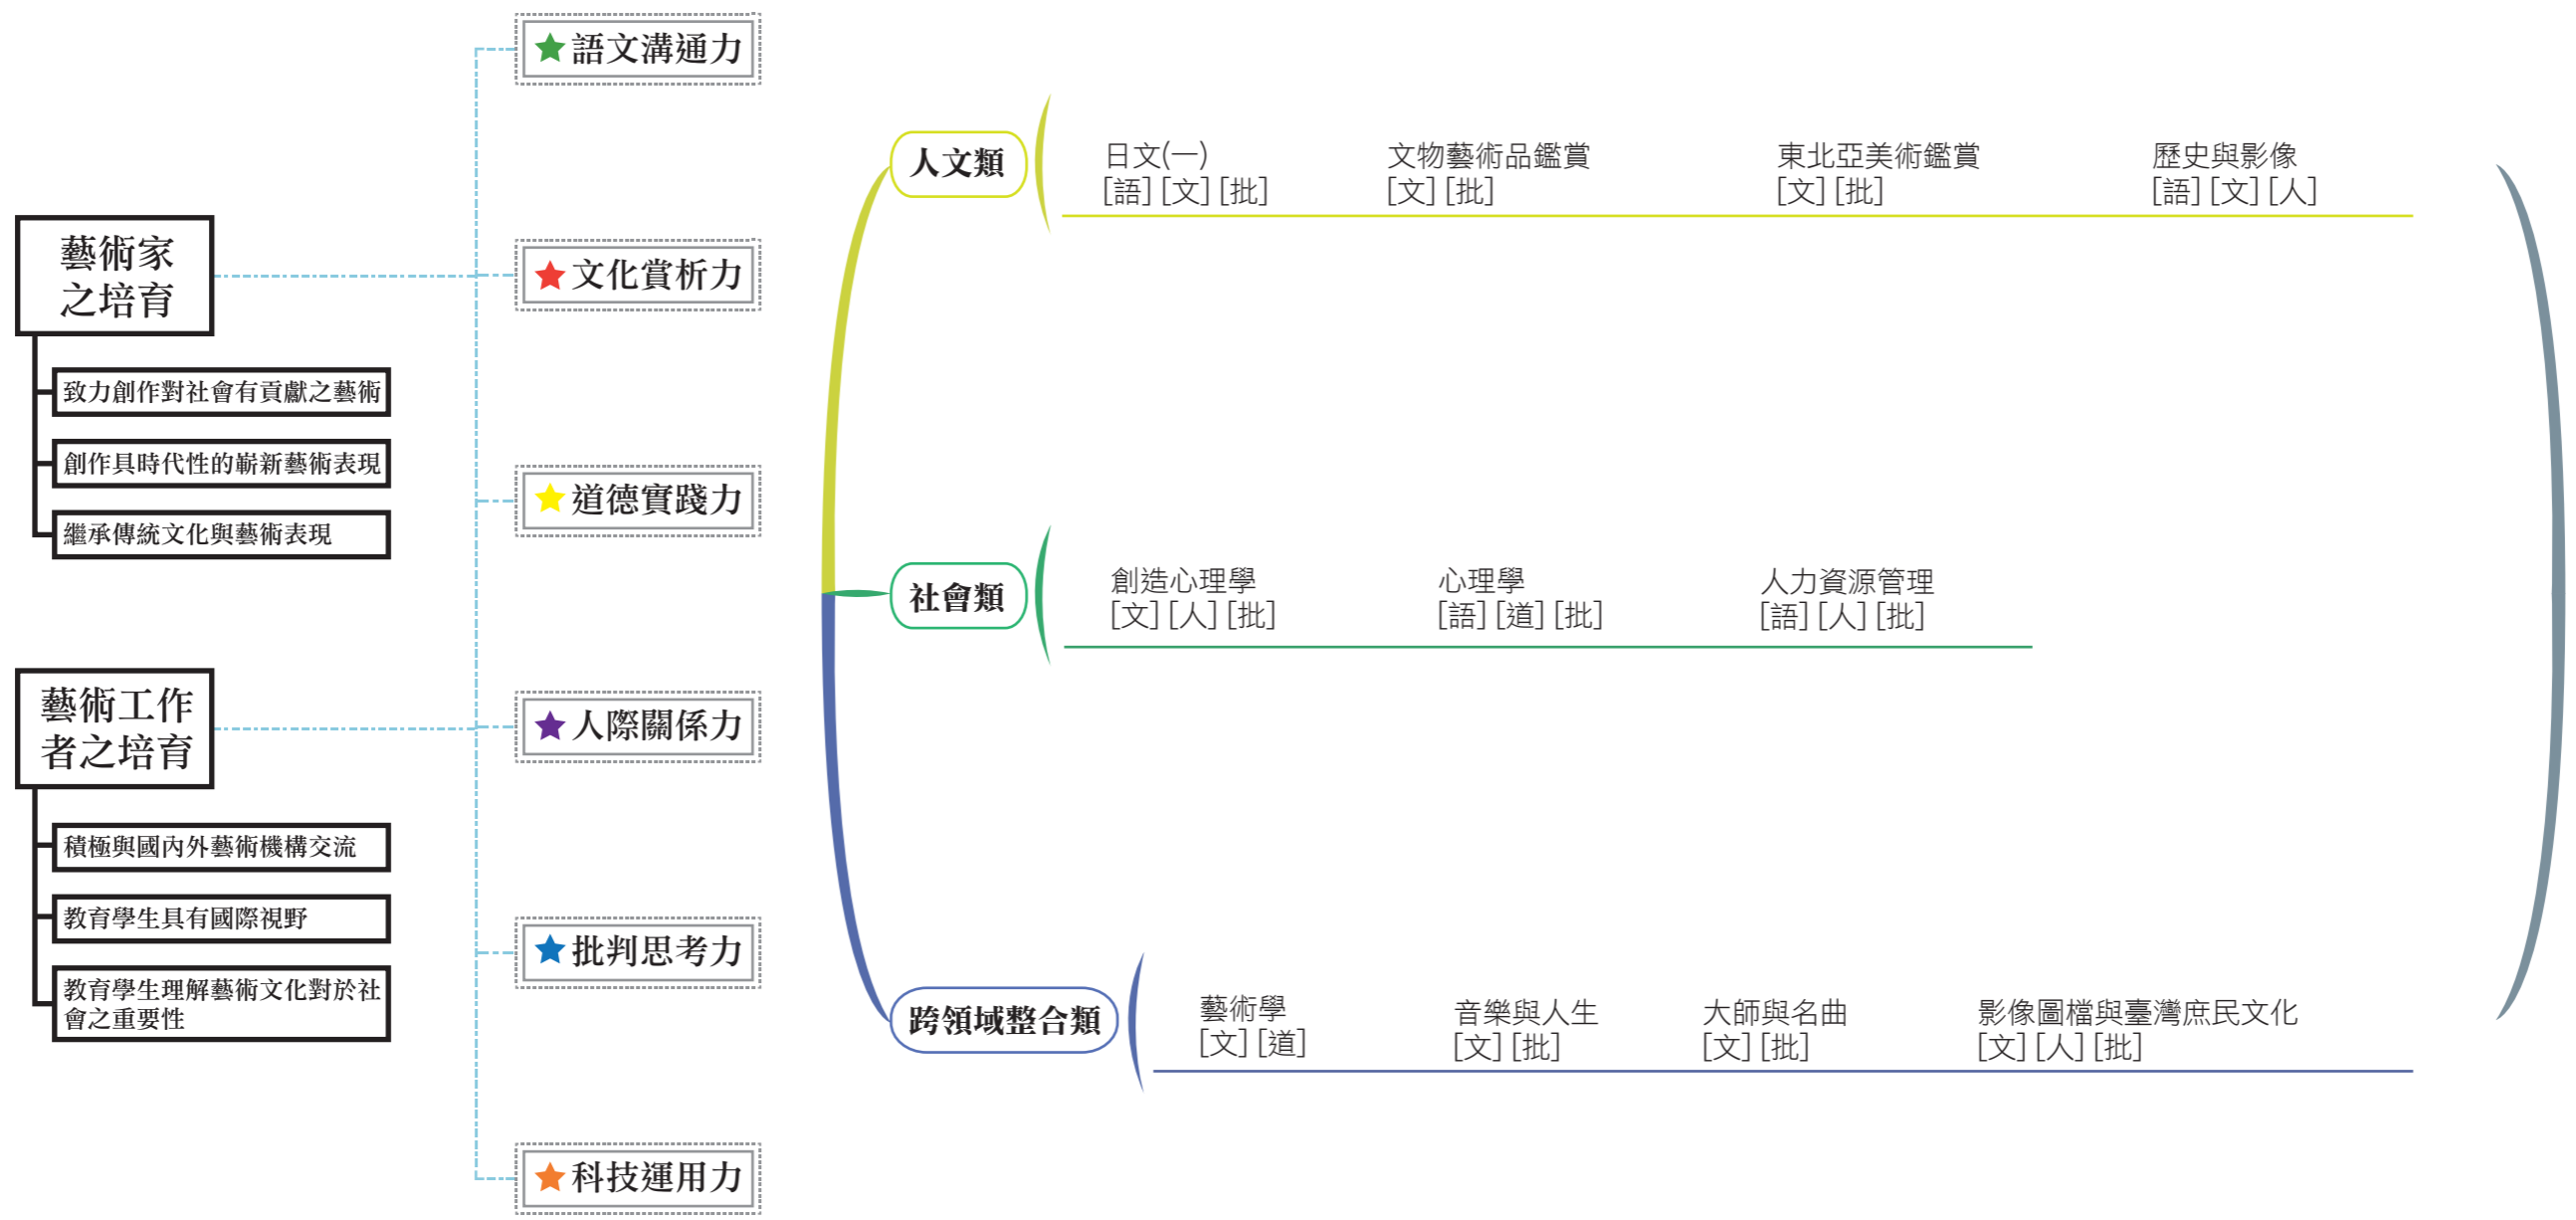 藝術家
之培育
致力創作對社會有貢獻之藝術
創作具時代性的嶄新藝術表現
繼承傳統文化與藝術表現
藝術工作
者之培育
積極與國內外藝術機構交流
教育學生具有國際視野
教育學生理解藝術文化對於社
會之重要性
語文溝通力
文化賞析力
道德實踐力
人際關係力
批判思考力
科技運用力
人文類
日文(一)
[語] [文] [批]
文物藝術品鑑賞
[文] [批]
東北亞美術鑑賞
[文] [批]
歷史與影像
[語] [文] [人]
社會類
創造心理學
[文] [人] [批]
心理學
[語] [道] [批]
人力資源管理
[語] [人] [批]
跨領域整合類
藝術學
[文] [道]
音樂與人生
[文] [批]
大師與名曲
[文] [批]
影像圖檔與臺灣庶民文化
[文] [人] [批]